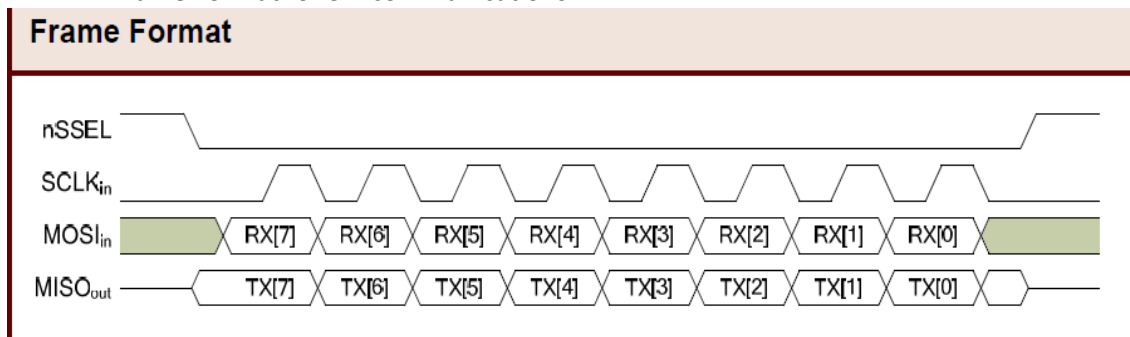 Frame Format
nSSEL
SCLKin
MOSIin RX[7] RX[6] RX[5] RX[4] RX[3] RX[2] RX[1] RX[0]
MISOout TX[7] TX[6] TX[5] TX[4] TX[3] TX[2] TX[1] TX[0]